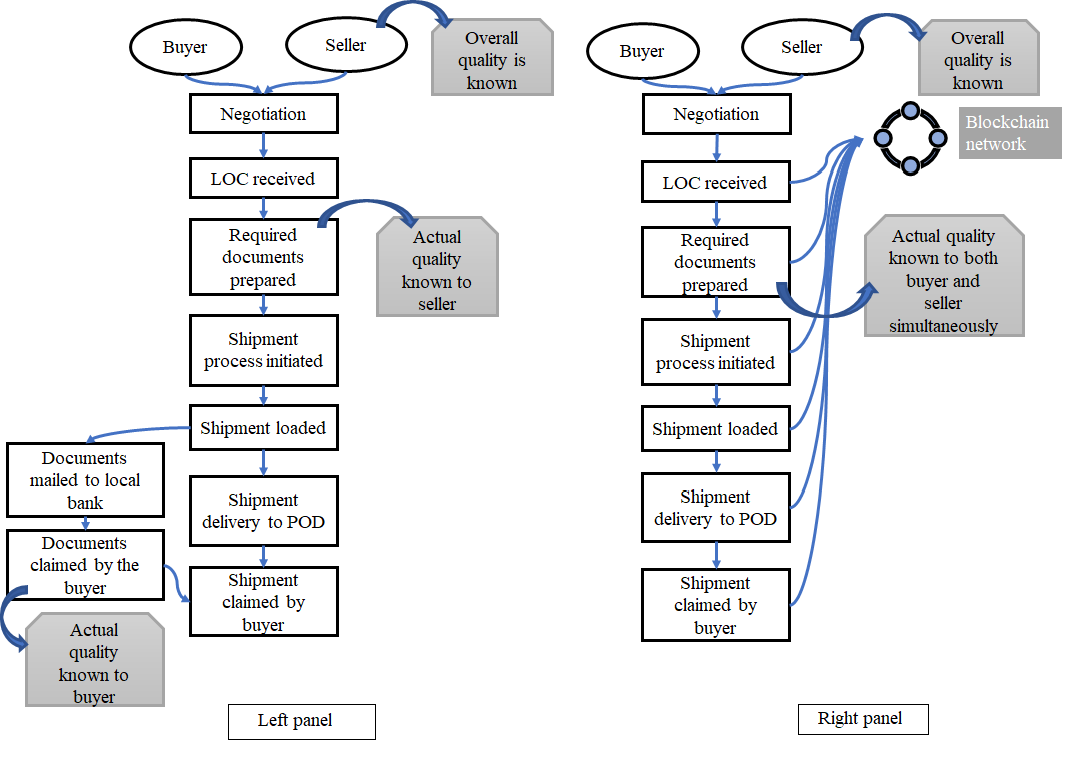 Buyer
Seller
Overall
quality is
known
Negotiation
LOC received
Required
documents
prepared
Actual
quality
known to
seller
Shipment
process initiated
Shipment loaded
Documents
mailed to local
bank
Shipment
delivery to POD
Documents
claimed by the
buyer
Shipment
claimed by
buyer
Actual
quality
known to
buyer
Left panel
Buyer
Seller
Overall
quality is
known
Negotiation
Blockchain
network
LOC received
Required
documents
prepared
Actual quality
known to both
buyer and
seller
simultaneously
Shipment
process initiated
Shipment loaded
Shipment
delivery to POD
Shipment
claimed by
buyer
Right panel